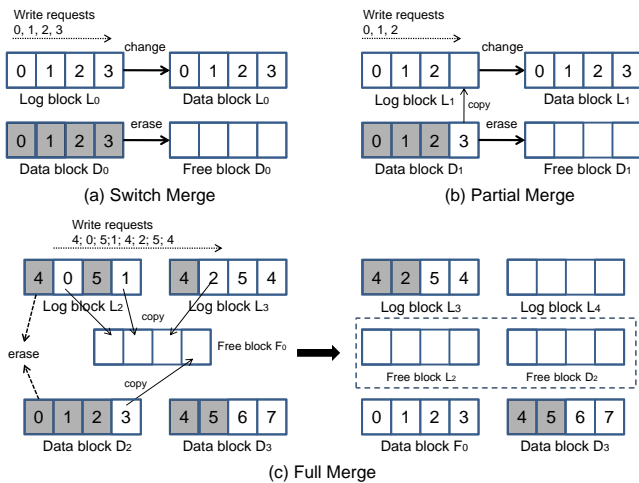 Write requests
0, 1, 2, 3
change
0 1 2 3
0 1 2 3
Log block L0
Data block L0
erase
0 1 2 3
Data block D0
Free block D0
(a) Switch Merge
Write requests
0, 1, 2
change
0 1 2
0 1 2 3
Log block L1
Data block L1
copy
erase
0 1 2 3
Data block D1
Free block D1
(b) Partial Merge
Write requests
4; 0; 5;1; 4; 2; 5; 4
4 0 5 1
4 2 5 4
Log block L2
Log block L3
copy
Free block F0
erase
copy
0 1 2 3
4 5 6 7
Data block D2
Data block D3
4 2 5 4
Log block L3
Log block L4
Free block L2
Free block D2
0 1 2 3
4 5 6 7
Data block F0
Data block D3
(c) Full Merge